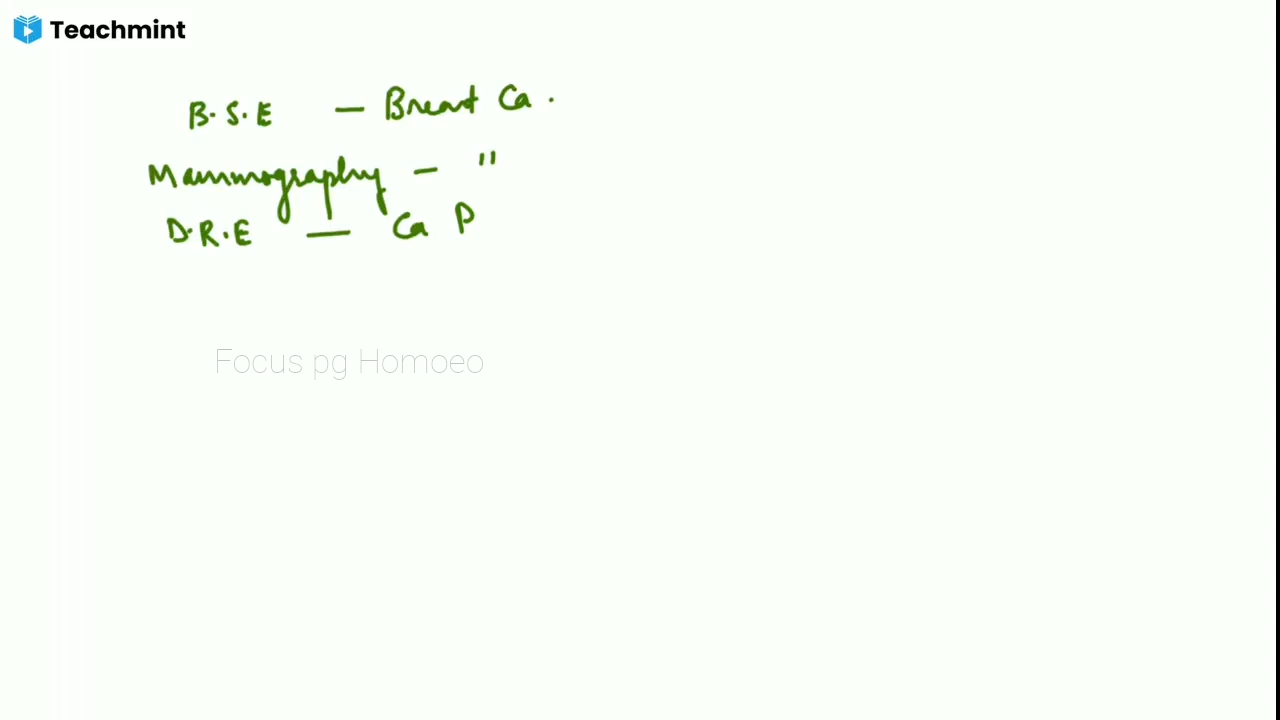 Teachmint
B.S.E — Breast Ca.
Mammography — "
D.R.E — Ca P
Focus pg Homoeo